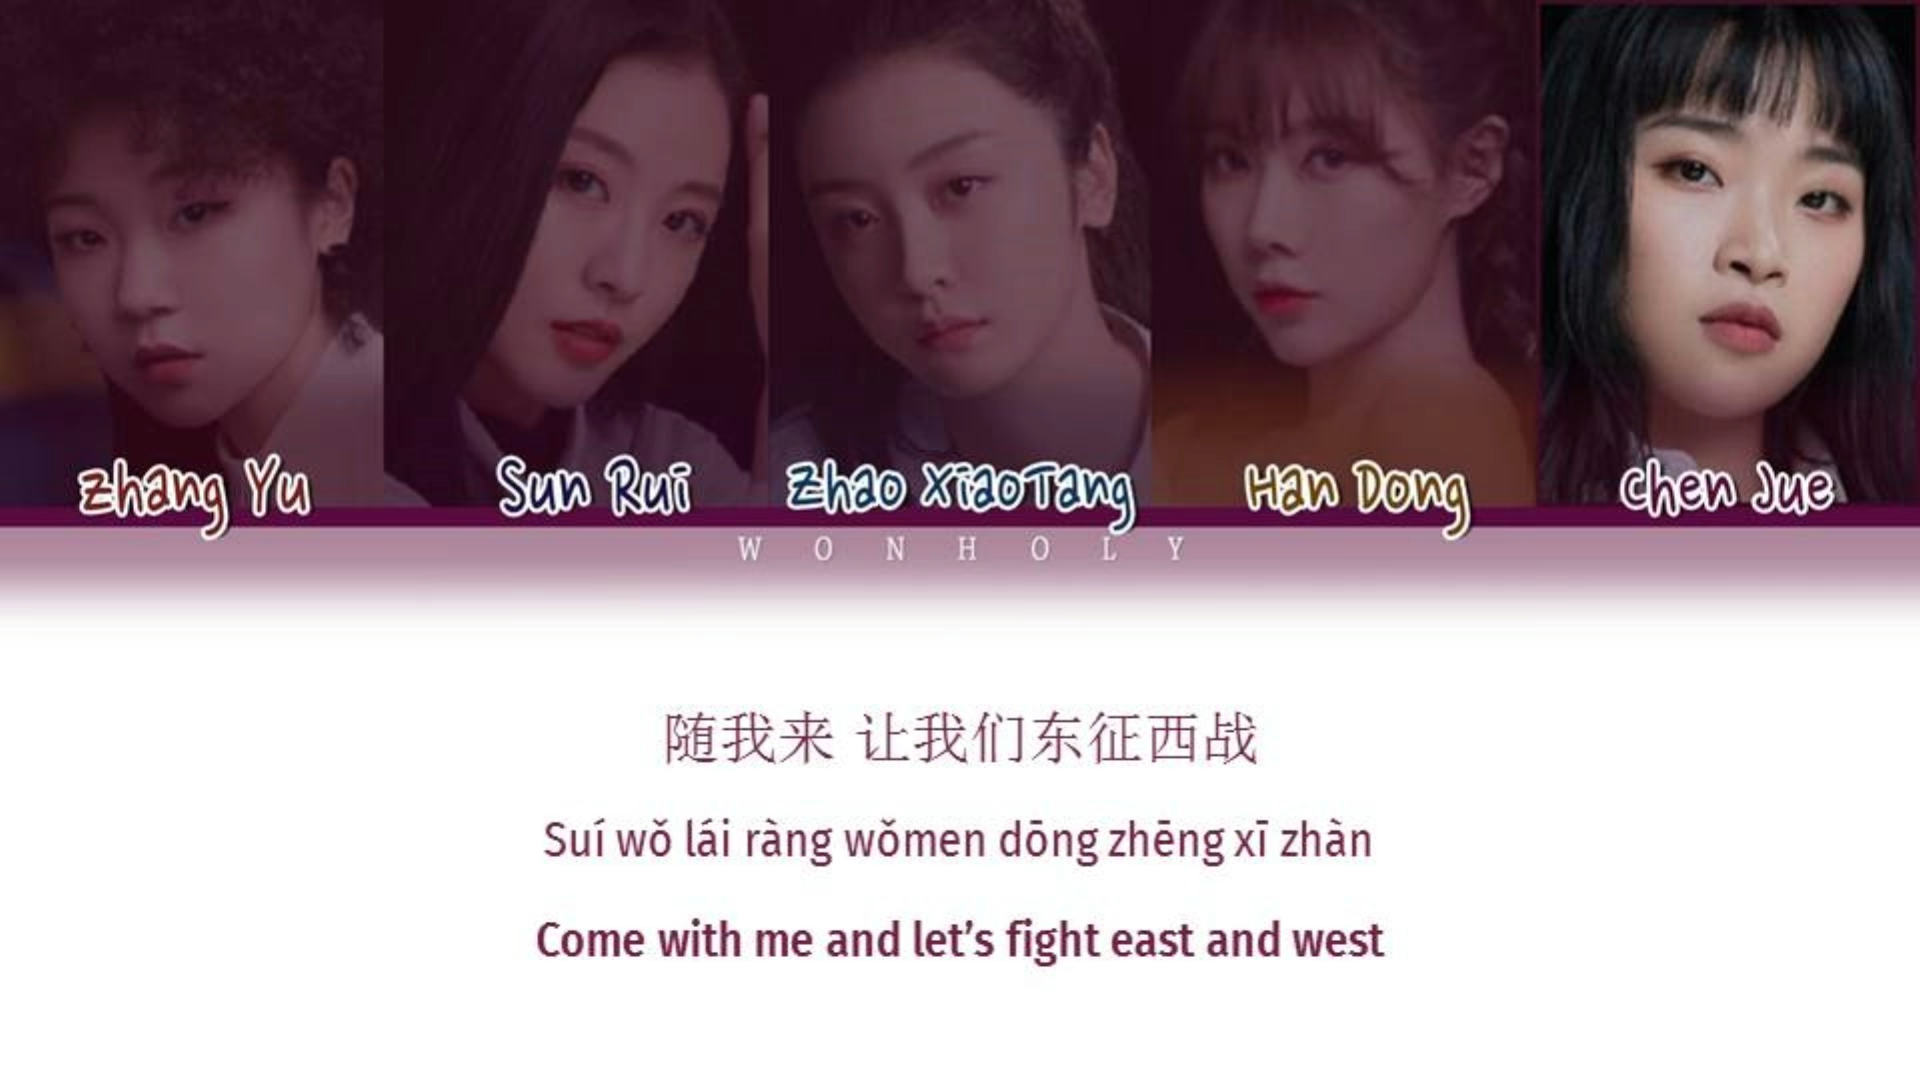 Zhang Yu Sun Rui Zhao XiaoTang Han Dong Chen Jue
WONHOLY
随我来 让我们东征西战
Suí wǒ lái ràng wǒmen dōng zhēng xī zhàn
Come with me and let’s fight east and west